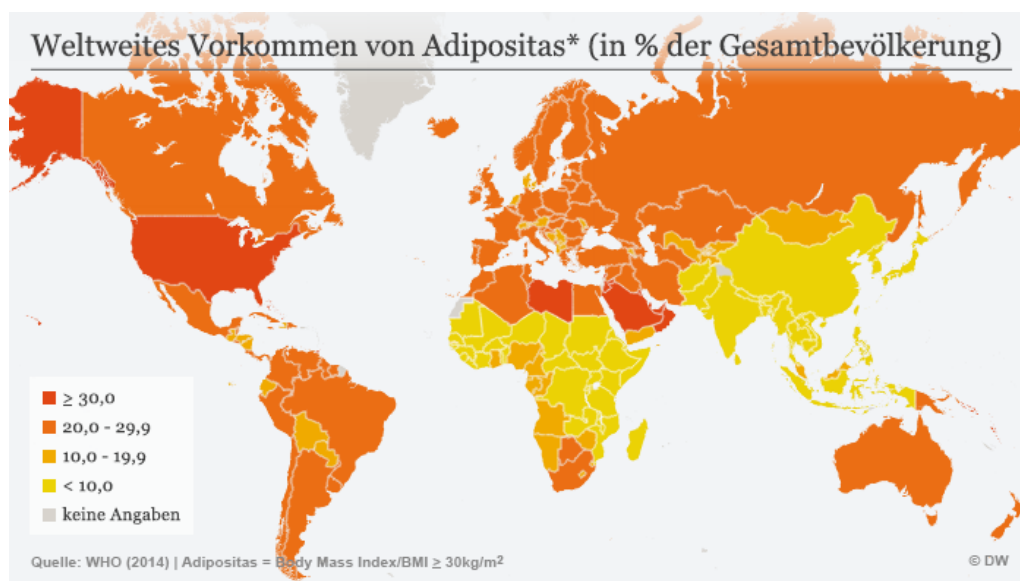 Weltweites Vorkommen von Adipositas* (in % der Gesamtbevölkerung)
≥ 30,0
20,0 - 29,9
10,0 - 19,9
< 10,0
keine Angaben
Quelle: WHO (2014) | Adipositas = Body Mass Index/BMI ≥ 30kg/m²
© DW